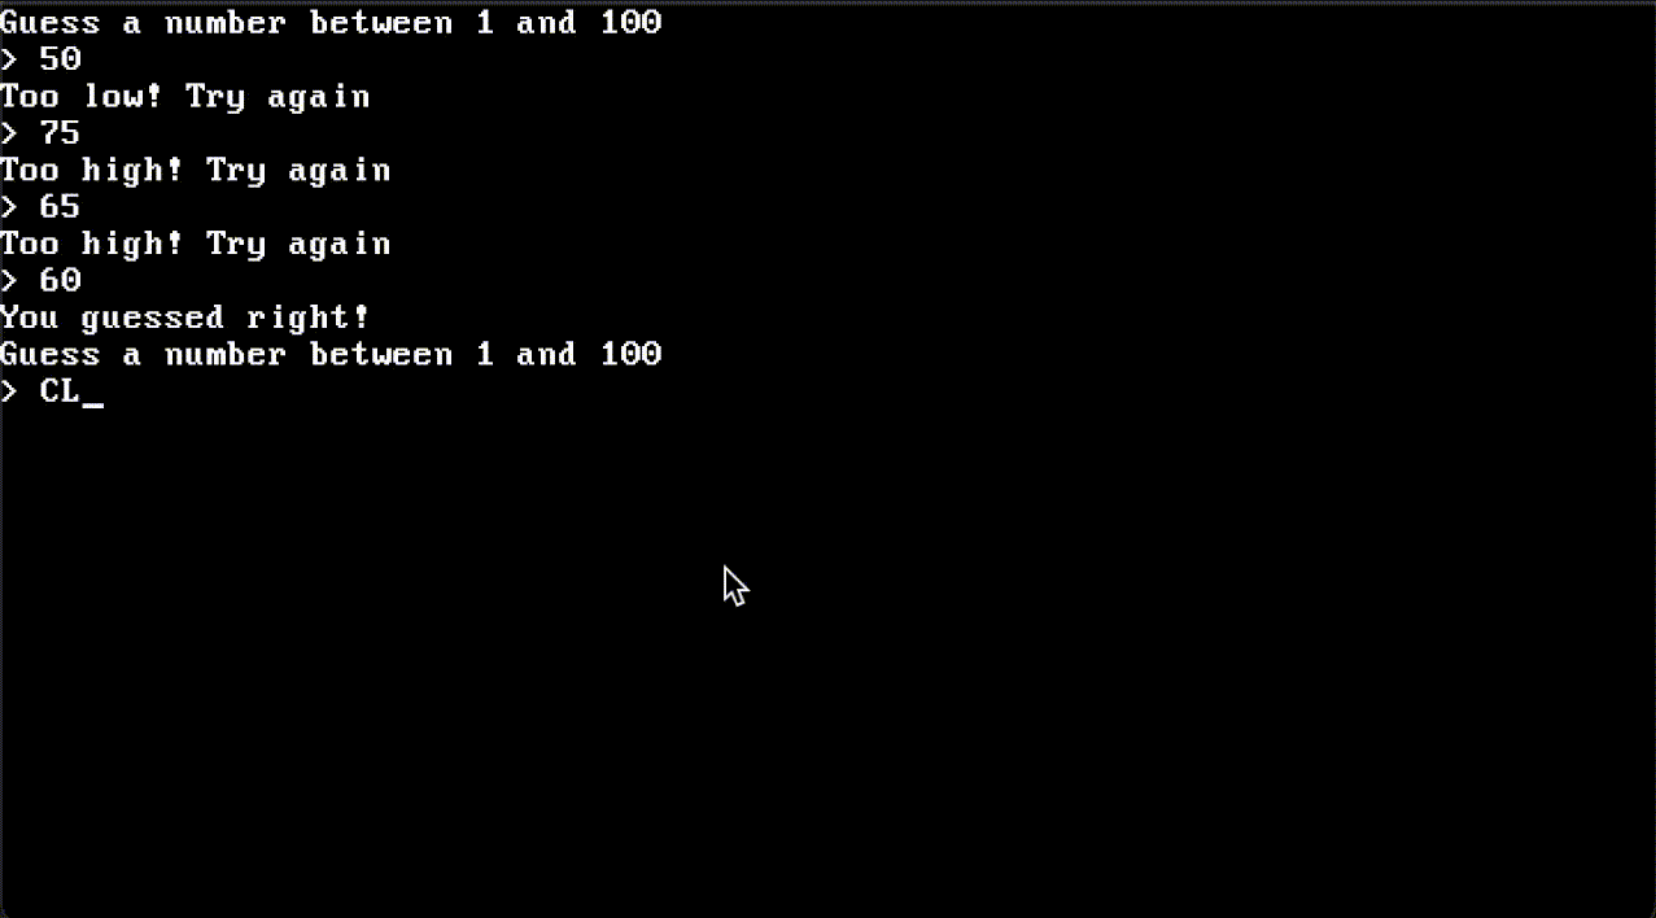 Guess a number between 1 and 100
> 50
Too low! Try again
> 75
Too high! Try again
> 65
Too high! Try again
> 60
You guessed right!
Guess a number between 1 and 100
> CL_